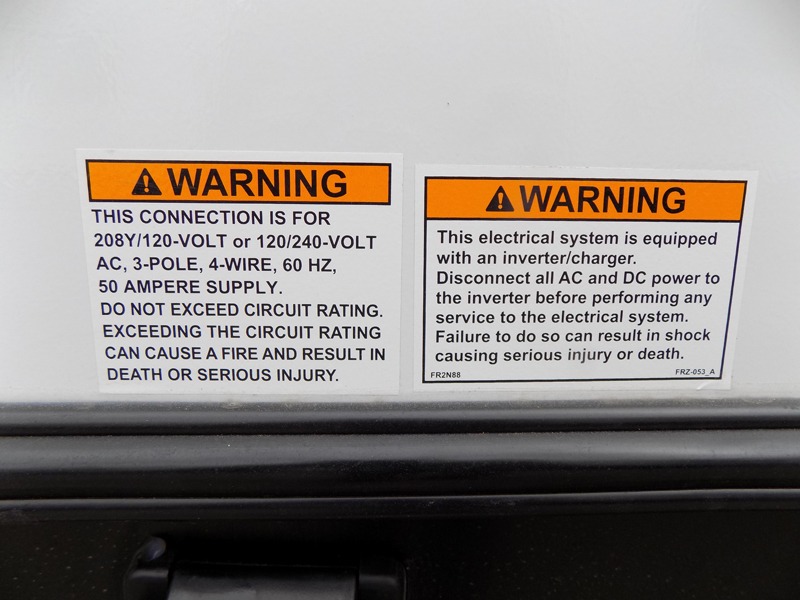 WARNING
THIS CONNECTION IS FOR
208Y/120-VOLT or 120/240-VOLT
AC, 3-POLE, 4-WIRE, 60 HZ,
50 AMPERE SUPPLY.
DO NOT EXCEED CIRCUIT RATING.
EXCEEDING THE CIRCUIT RATING
CAN CAUSE A FIRE AND RESULT IN
DEATH OR SERIOUS INJURY.
WARNING
This electrical system is equipped
with an inverter/charger.
Disconnect all AC and DC power to
the inverter before performing any
service to the electrical system.
Failure to do so can result in shock
causing serious injury or death.
FR2N88
FRZ-053_A